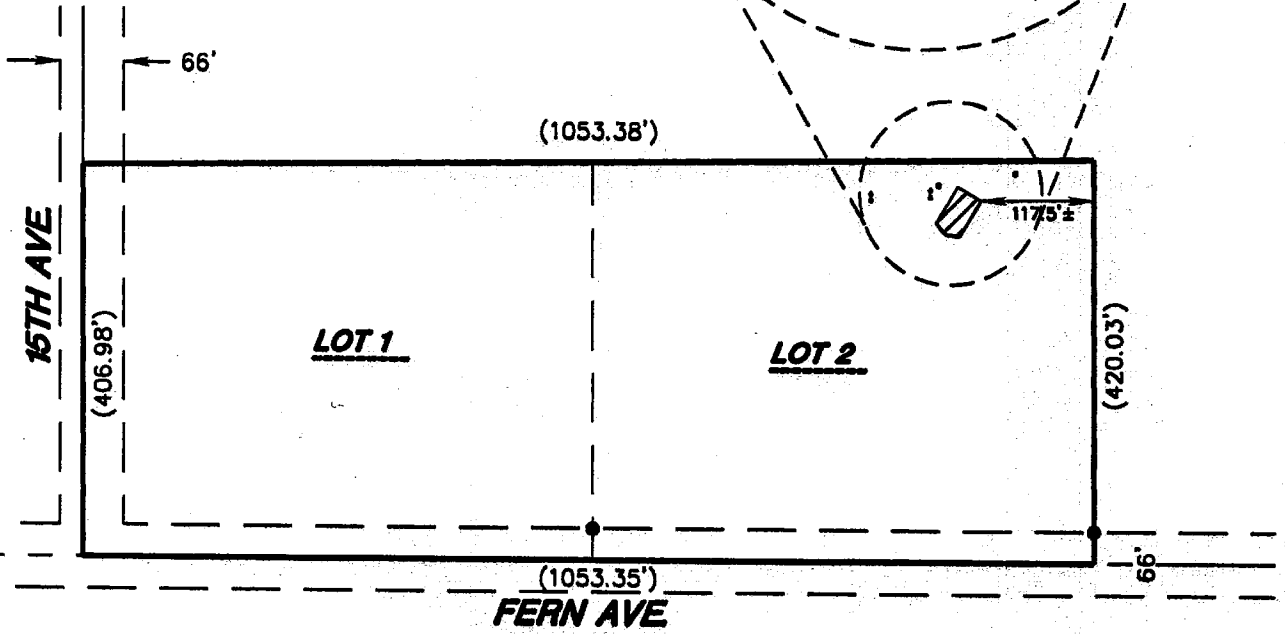 66'
(1053.38')
117.5'±
15TH AVE.
(406.98')
LOT 1
LOT 2
(420.03')
66'
(1053.35')
FERN AVE.